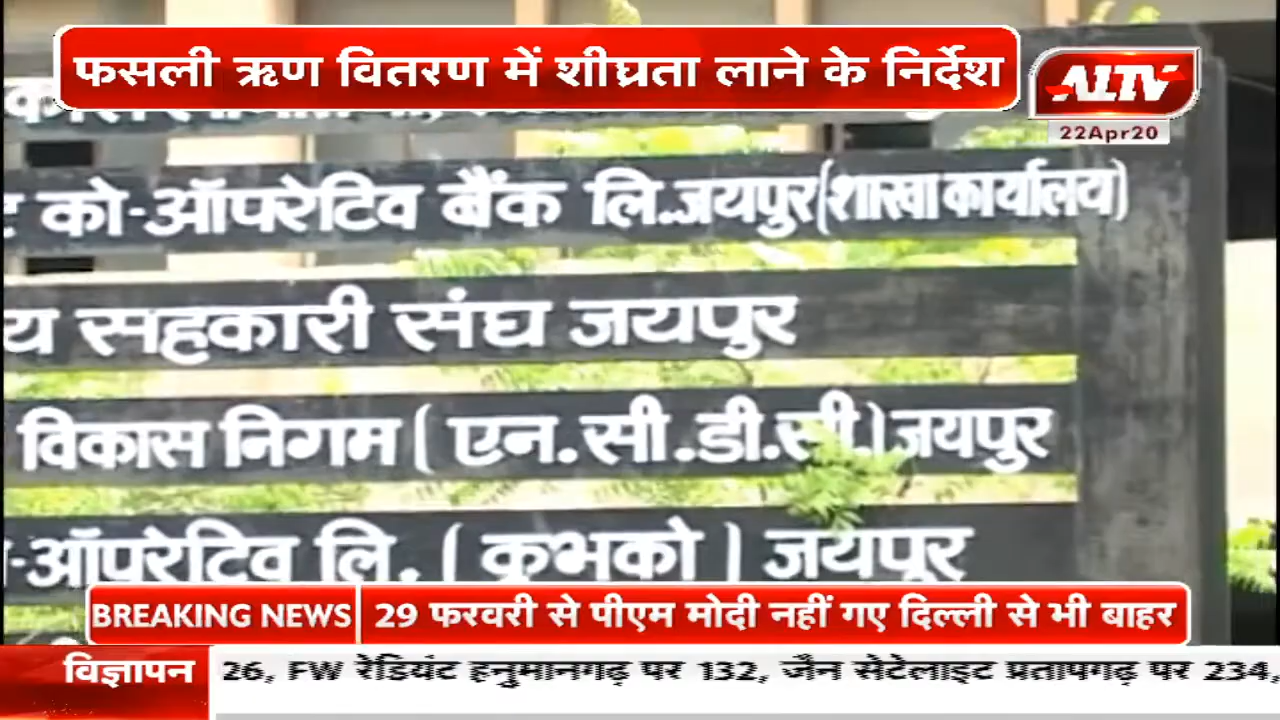 फसली ऋण वितरण में शीघ्रता लाने के निर्देश
ALTV
22Apr20
को-ऑपरेटिव बैंक लि..जयपुर(शाखा कार्यालय)
य सहकारी संघ जयपुर
विकास निगम ( एन.सी.डी.सी.) जयपुर
-ऑपरेटिव लि. ( कृभको ) जयपुर
BREAKING NEWS
29 फरवरी से पीएम मोदी नहीं गए दिल्ली से भी बाहर
विज्ञापन
26, FW रेडियंट हनुमानगढ़ पर 132, जैन सेटेलाइट प्रतापगढ़ पर 234,